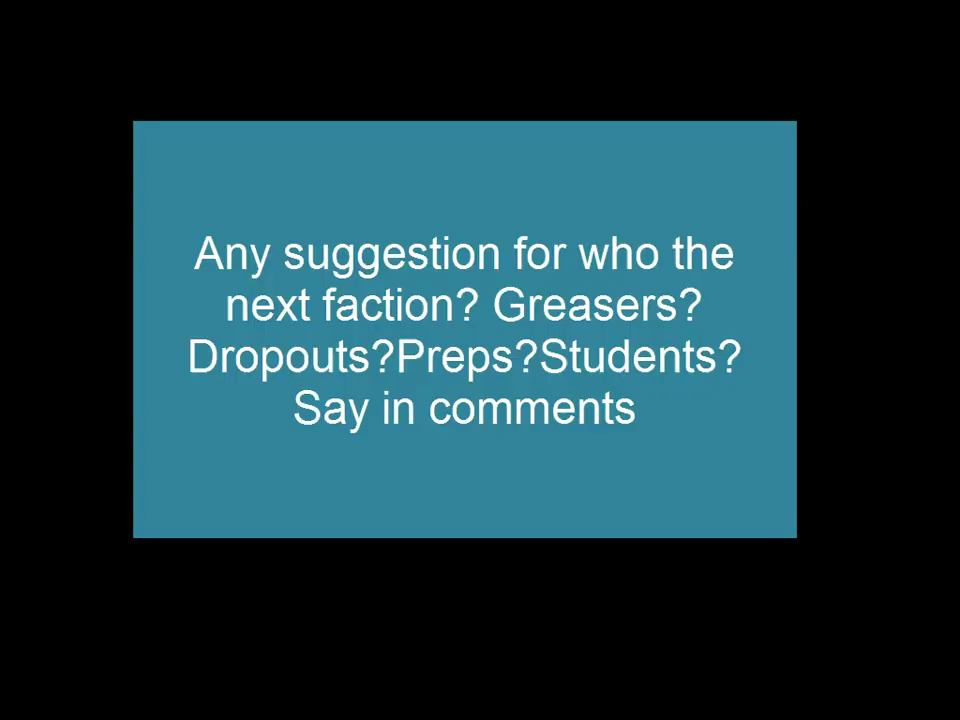 Any suggestion for who the
next faction? Greasers?
Dropouts?Preps?Students?
Say in comments